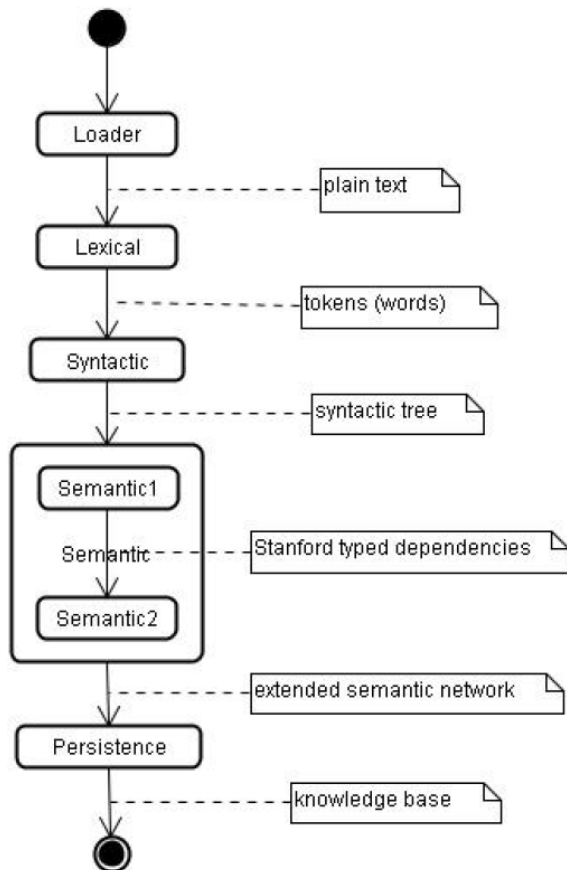 Loader
plain text
Lexical
tokens (words)
Syntactic
syntactic tree
Semantic1
Semantic
Stanford typed dependencies
Semantic2
extended semantic network
Persistence
knowledge base